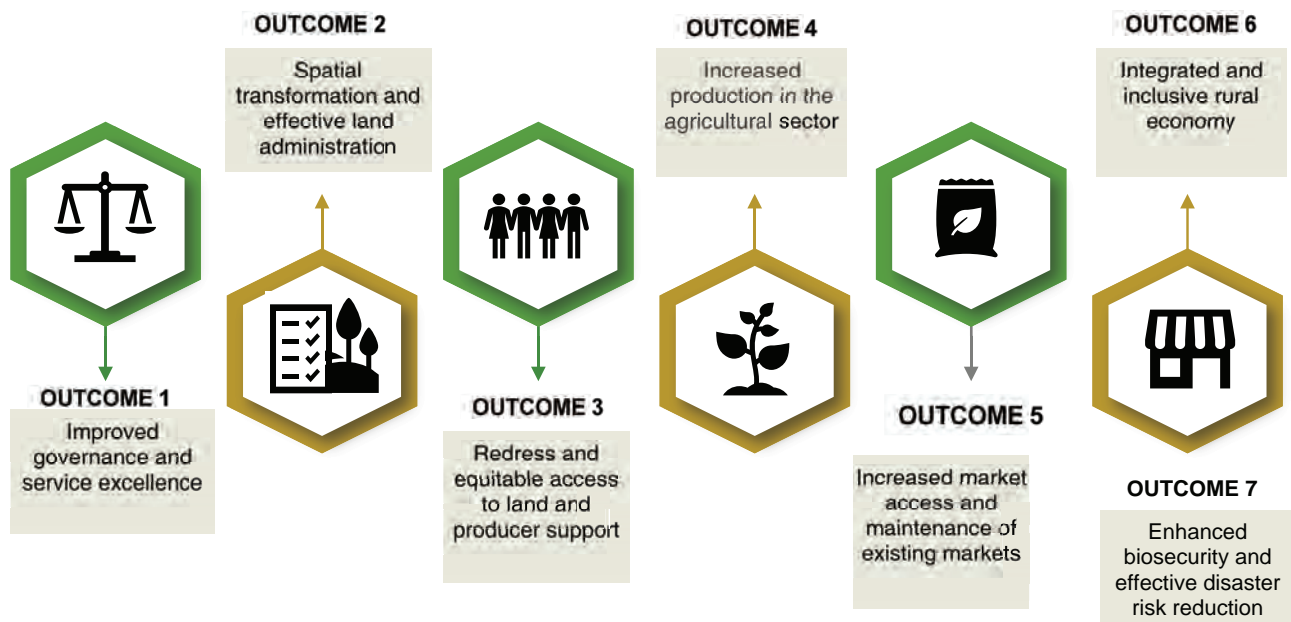 OUTCOME 1
Improved
governance and
service excellence
OUTCOME 2
Spatial
transformation and
effective land
administration
OUTCOME 3
Redress and
equitable access
to land and
producer support
OUTCOME 4
Increased
production in the
agricultural sector
OUTCOME 5
Increased market
access and
maintenance of
existing markets
OUTCOME 6
Integrated and
inclusive rural
economy
OUTCOME 7
Enhanced
biosecurity and
effective disaster
risk reduction